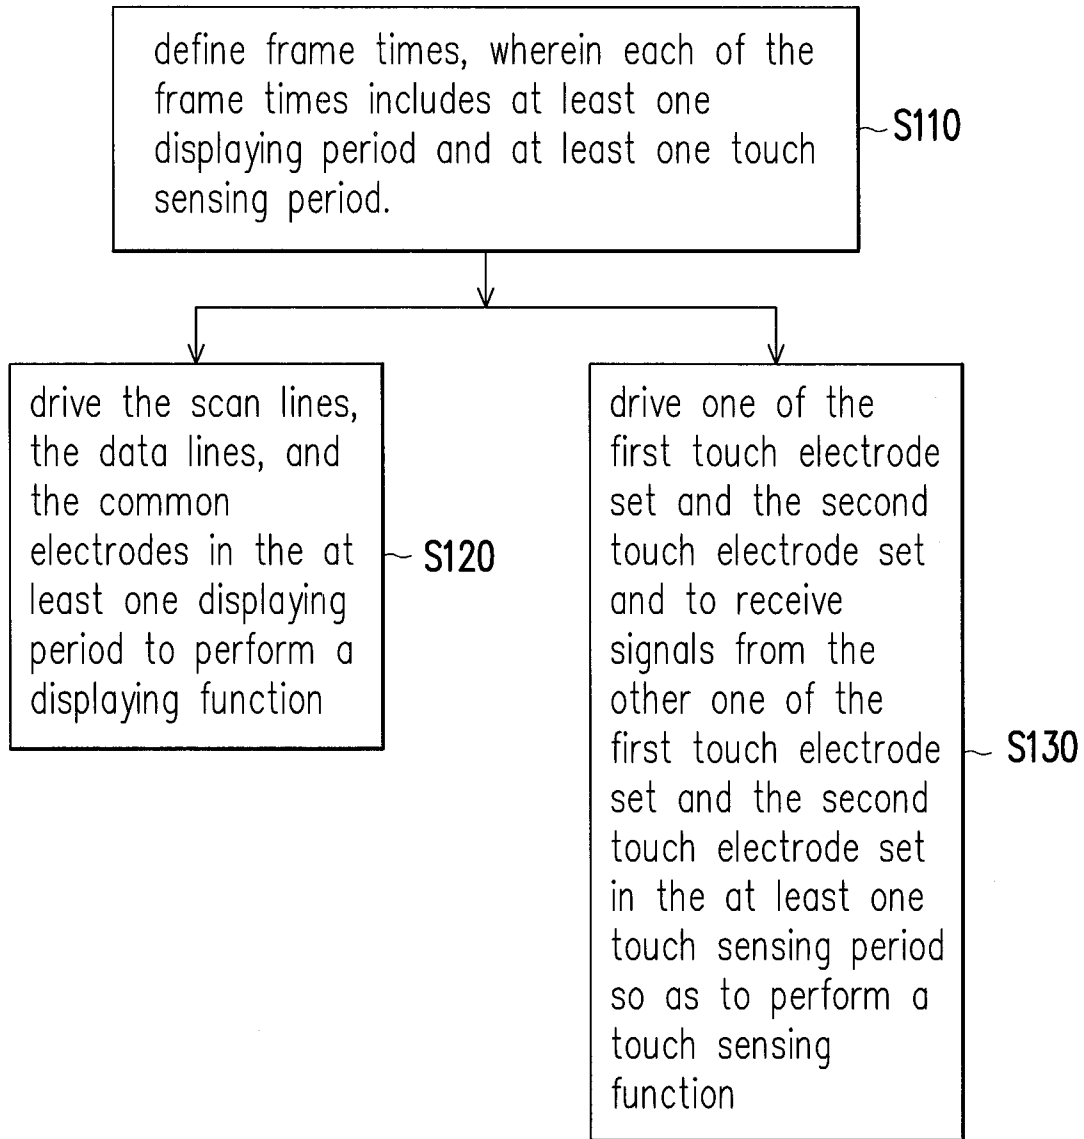 define frame times, wherein each of the
frame times includes at least one
displaying period and at least one touch
sensing period.
S110
drive the scan lines,
the data lines, and
the common
electrodes in the at
least one displaying
period to perform a
displaying function
S120
drive one of the
first touch electrode
set and the second
touch electrode set
and to receive
signals from the
other one of the
first touch electrode
set and the second
touch electrode set
in the at least one
touch sensing period
so as to perform a
touch sensing
function
S130